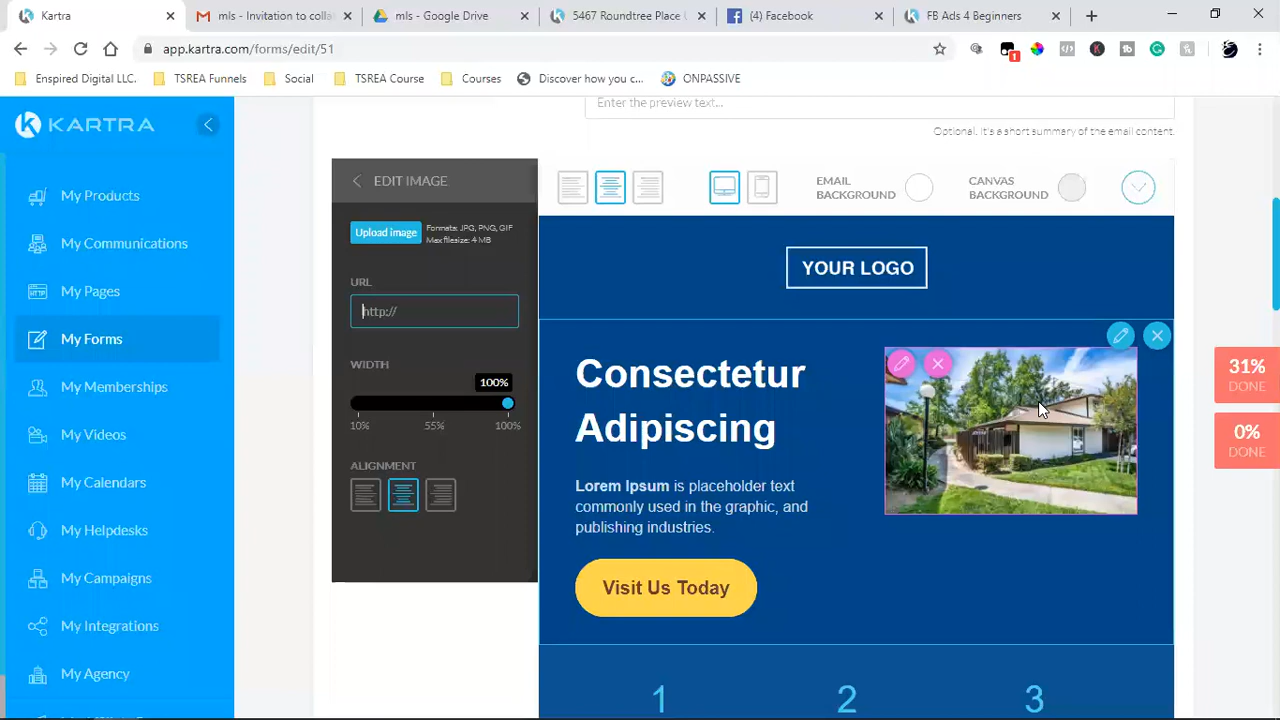 Kartra
mls - Invitation to collab
mls - Google Drive
5467 Roundtree Place U
(4) Facebook
FB Ads 4 Beginners
app.kartra.com/forms/edit/51
1
Enspired Digital LLC.
TSREA Funnels
Social
TSREA Course
Courses
Discover how you c...
ONPASSIVE
KARTRA
Enter the preview text...
Optional. It's a short summary of the email content.
EDIT IMAGE
EMAIL
BACKGROUND
CANVAS
BACKGROUND
My Products
My Communications
My Pages
My Forms
My Memberships
My Videos
My Calendars
My Helpdesks
My Campaigns
My Integrations
My Agency
Upload image
Formats: JPG, PNG, GIF
Max filesize: 4 MB
URL
http://
WIDTH
100%
10%
55%
100%
ALIGNMENT
YOUR LOGO
Consectetur
Adipiscing
Lorem Ipsum is placeholder text
commonly used in the graphic, and
publishing industries.
Visit Us Today
1
2
3
31%
DONE
0%
DONE